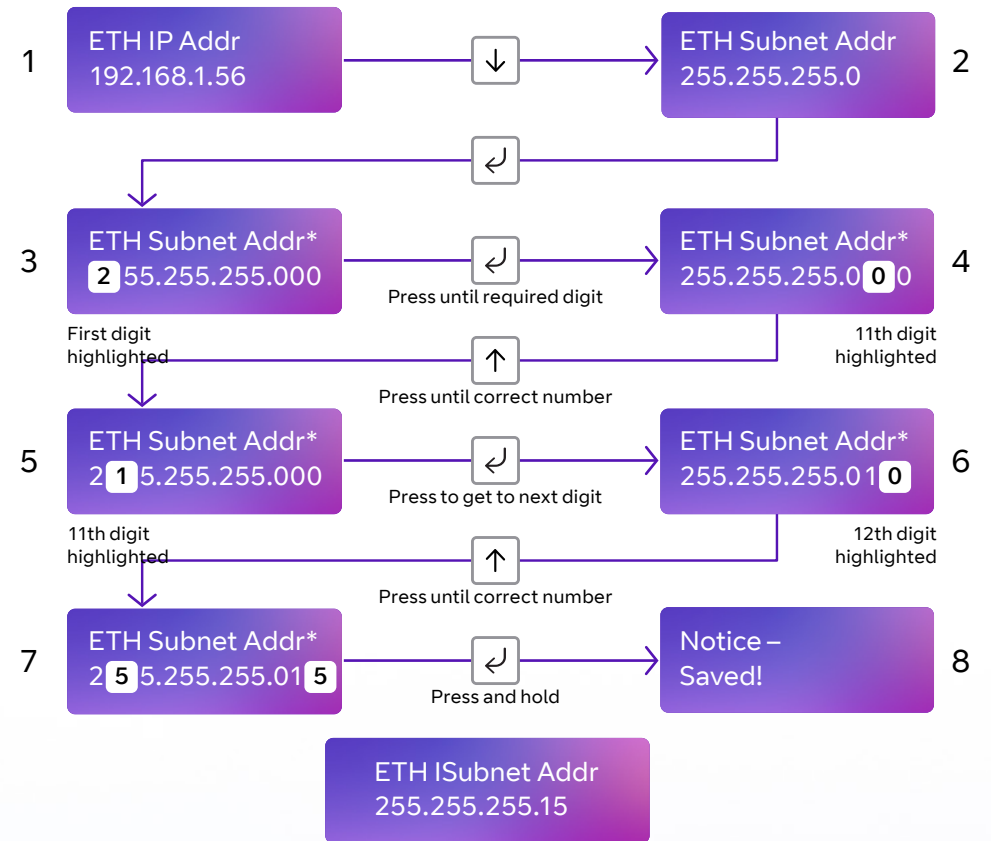 1
ETH IP Addr
192.168.1.56
ETH Subnet Addr
255.255.255.0
2
3
ETH Subnet Addr*
255.255.255.000
First digit
highlighted
Press until required digit
ETH Subnet Addr*
255.255.255.000
4
11th digit
highlighted
Press until correct number
5
ETH Subnet Addr*
215.255.255.000
11th digit
highlighted
Press to get to next digit
ETH Subnet Addr*
255.255.255.010
6
12th digit
highlighted
Press until correct number
7
ETH Subnet Addr*
255.255.255.015
Press and hold
Notice –
Saved!
8
ETH ISubnet Addr
255.255.255.15